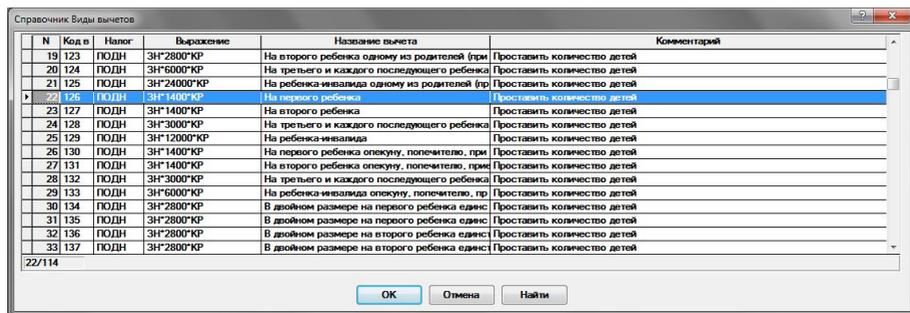 Справочник Виды вычетов
N Код в Налог Выражение Название вычета Комментарий
19 123 ПОДН ЗН*2800*КР На второго ребенка одному из родителей (при Проставить количество детей
20 124 ПОДН ЗН*6000*КР На третьего и каждого последующего ребенка Проставить количество детей
21 125 ПОДН ЗН*24000*КР На ребенка-инвалида одному из родителей (пр Проставить количество детей
22 126 ПОДН ЗН*1400*КР На первого ребенка Проставить количество детей
23 127 ПОДН ЗН*1400*КР На второго ребенка Проставить количество детей
24 128 ПОДН ЗН*3000*КР На третьего и каждого последующего ребенка Проставить количество детей
25 129 ПОДН ЗН*12000*КР На ребенка-инвалида Проставить количество детей
26 130 ПОДН ЗН*1400*КР На первого ребенка опекуну, попечителю, при Проставить количество детей
27 131 ПОДН ЗН*1400*КР На второго ребенка опекуну, попечителю, прие Проставить количество детей
28 132 ПОДН ЗН*3000*КР На третьего и каждого последующего ребенка Проставить количество детей
29 133 ПОДН ЗН*6000*КР На ребенка-инвалида опекуну, попечителю, пр Проставить количество детей
30 134 ПОДН ЗН*2800*КР В двойном размере на первого ребенка единс Проставить количество детей
31 135 ПОДН ЗН*2800*КР В двойном размере на первого ребенка единс Проставить количество детей
32 136 ПОДН ЗН*2800*КР В двойном размере на второго ребенка единст Проставить количество детей
33 137 ПОДН ЗН*2800*КР В двойном размере на второго ребенка единст Проставить количество детей
22/114
OK Отмена Найти